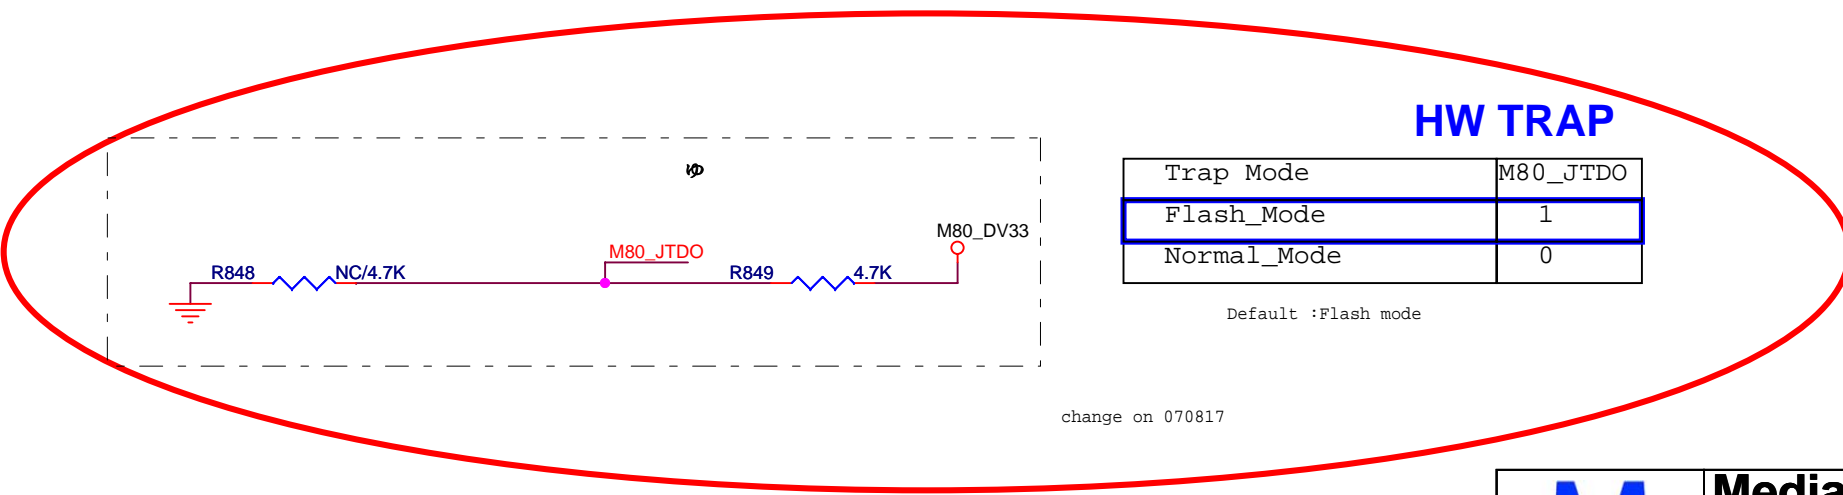 HW TRAP
Trap Mode M80_JTDO
Flash_Mode 1
Normal_Mode 0
Default :Flash mode
M80_DV33
M80_JTDO
R848 NC/4.7K R849 4.7K
change on 070817
Media